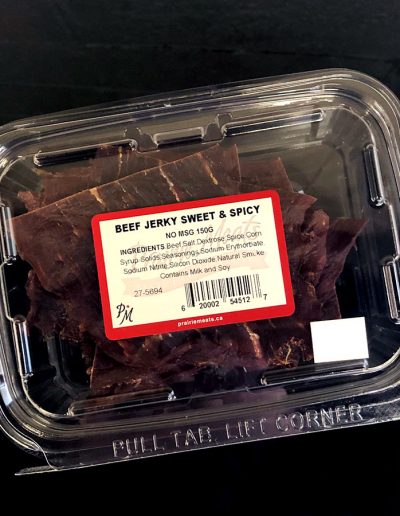 BEEF JERKY SWEET & SPICY
NO MSG 150G
INGREDIENTS Beef,Salt,Dextrose,Spice,Corn
Syrup Solids,Seasonings,Sodium Erythorbate,
Sodium Nitrite,Silicon Dioxide,Natural Smoke
Contains Milk and Soy
27-5694
6 20002 54512 7
PM
prairiemeats.ca
PULL TAB, LIFT CORNER